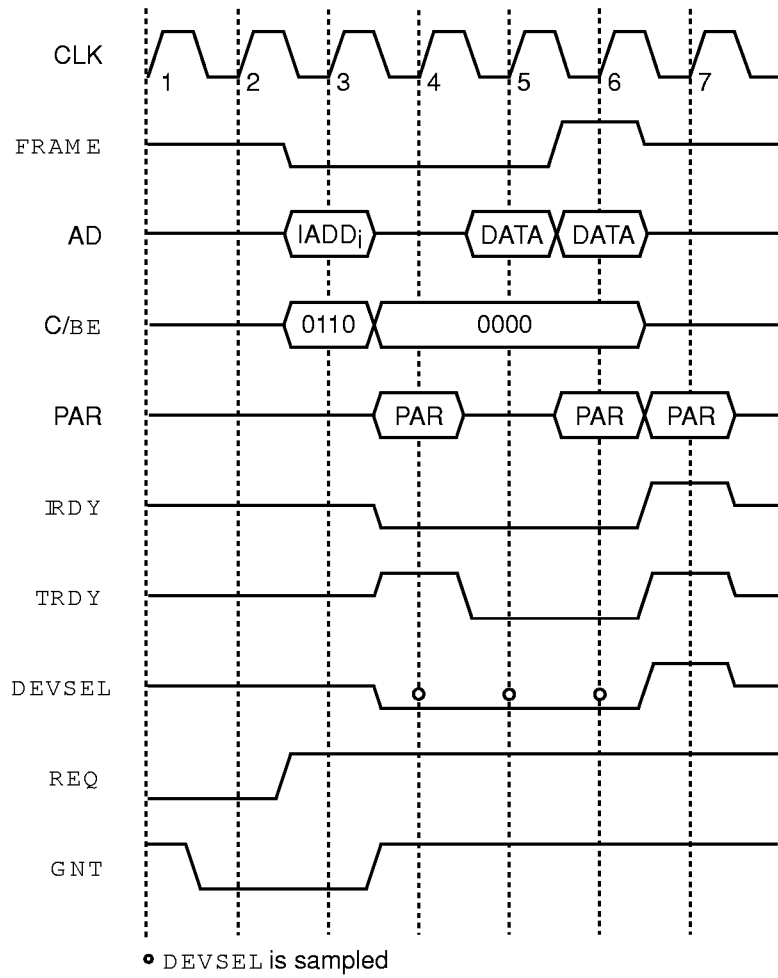 CLK
1 2 3 4 5 6 7
FRAME
AD IADDi DATA DATA
C/BE 0110 0000
PAR PAR PAR PAR
IRDY
TRDY
DEVSEL
REQ
GNT
DEVSEL is sampled